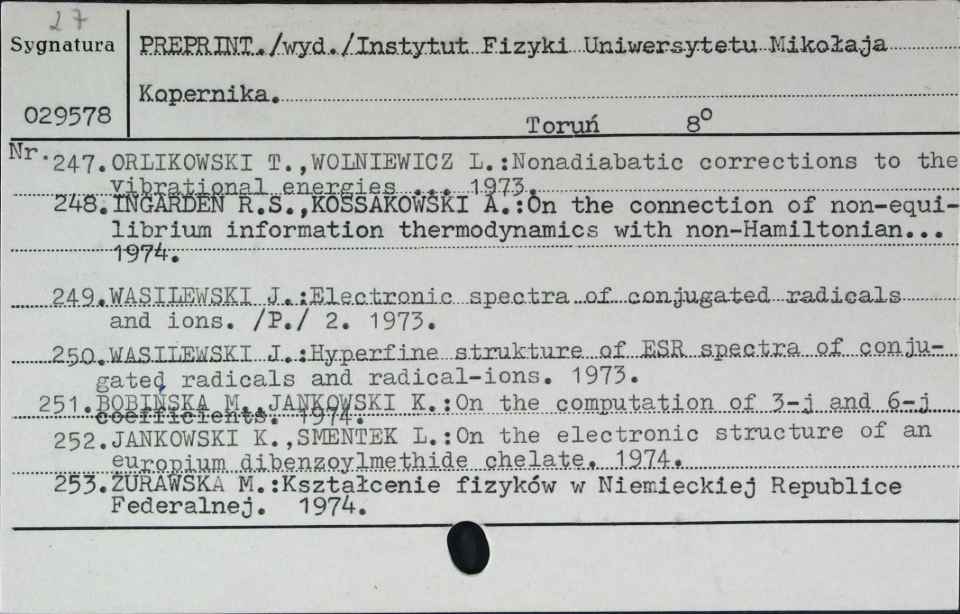 27
Sygnatura
PREPRINT./wyd./Instytut Fizyki Uniwersytetu Mikołaja
Kopernika.
029578
Toruń 8°
Nr.
247.ORLIKOWSKI T.,WOLNIEWICZ L.:Nonadiabatic corrections to the
vibrational energies ... 1973.
248.INGARDEN R.S.,KOSSAKOWSKI A.:On the connection of non-equi-
librium information thermodynamics with non-Hamiltonian...
1974.
249.WASILEWSKI J.:Electronic spectra of conjugated radicals
and ions. /P./ 2. 1973.
250.WASILEWSKI J.:Hyperfine strukture of ESR spectra of conju-
gated radicals and radical-ions. 1973.
251.BOBIŃSKA M.,JANKOWSKI K.:On the computation of 3-j and 6-j
coefficients. 1974.
252.JANKOWSKI K.,SMENTEK L.:On the electronic structure of an
europium dibenzoylmethide chelate. 1974.
253.ŻURAWSKA M.:Kształcenie fizyków w Niemieckiej Republice
Federalnej. 1974.